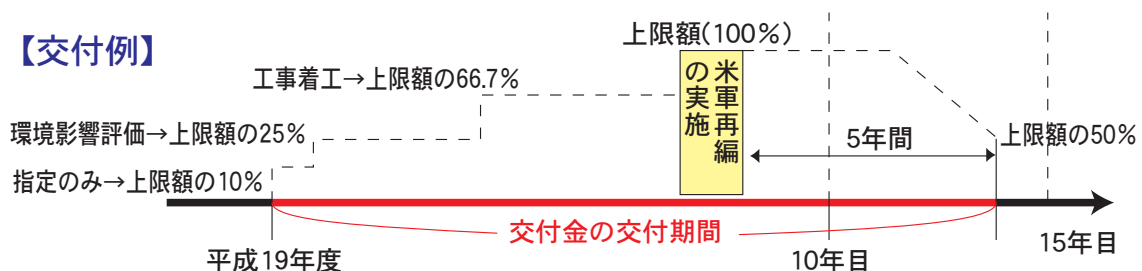 【交付例】
上限額(100%)
工事着工→上限額の66.7%
環境影響評価→上限額の25%
指定のみ→上限額の10%
米軍再編
の実施
5年間
上限額の50%
交付金の交付期間
平成19年度
10年目
15年目